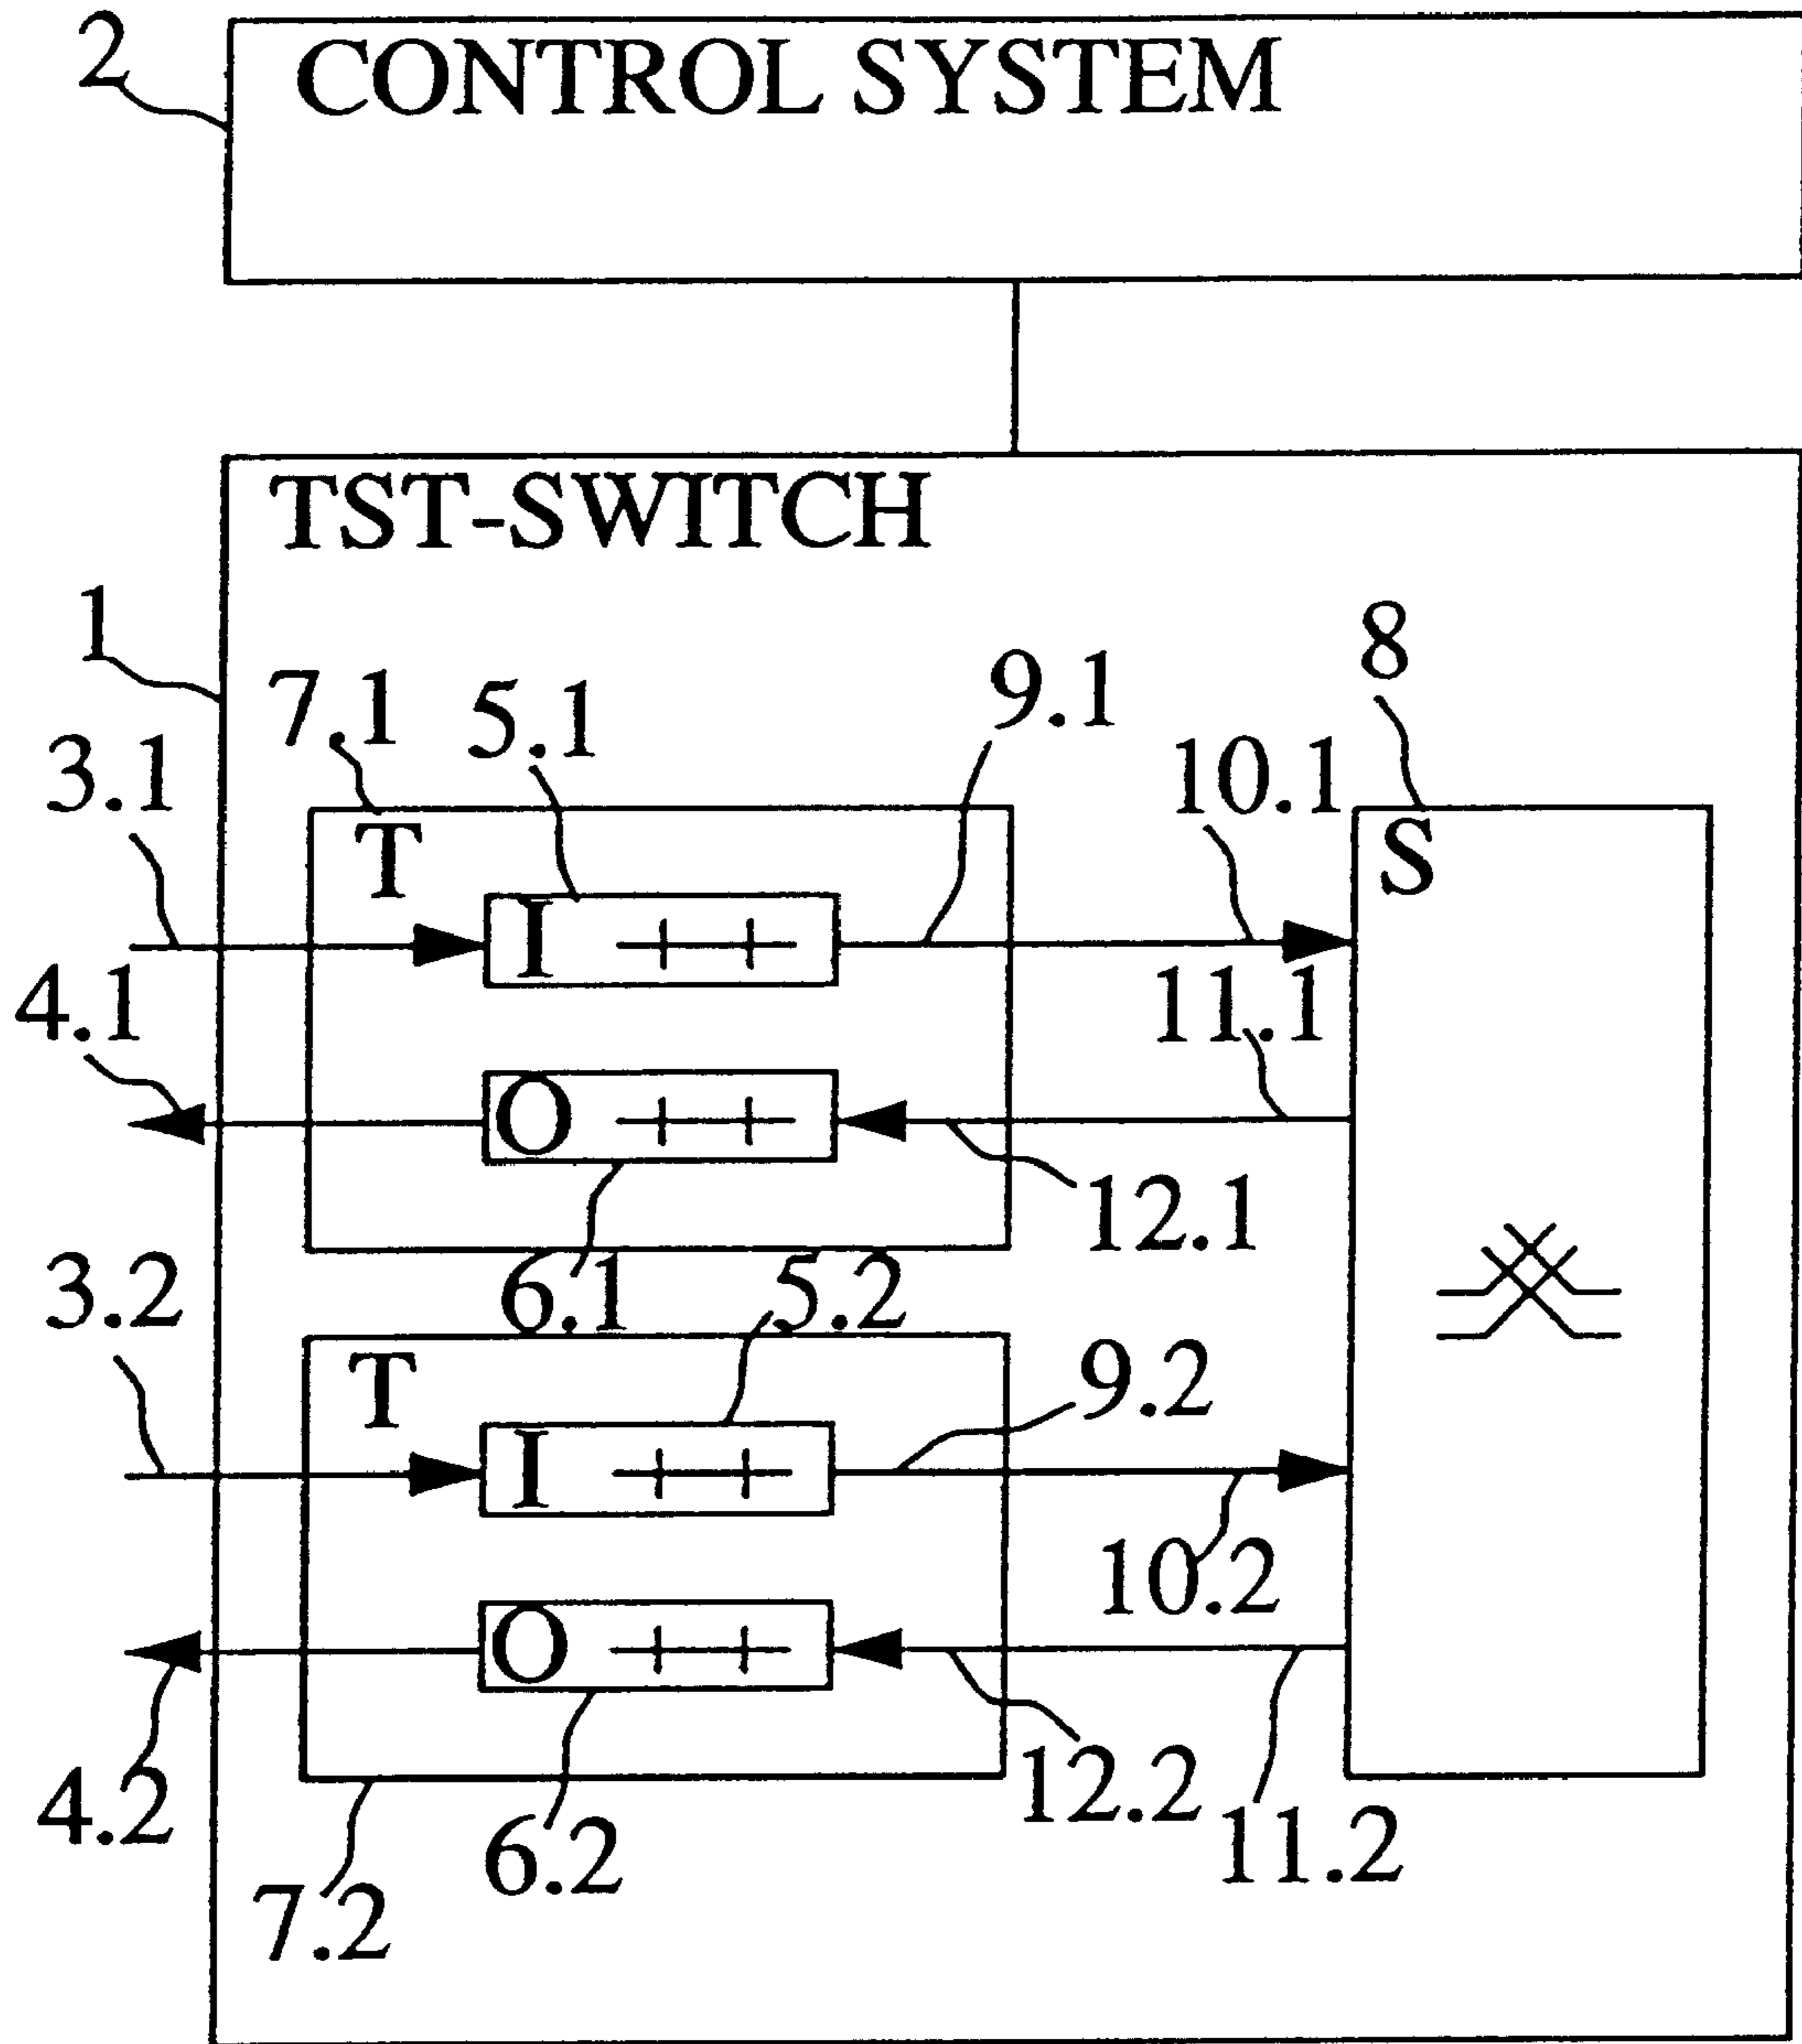 2
CONTROL SYSTEM
TST-SWITCH
1
8
7.1
5.1
9.1
3.1
10.1
T
S
I
4.1
11.1
O
12.1
3.2
6.1
5.2
T
9.2
I
10.2
O
4.2
12.2
11.2
6.2
7.2